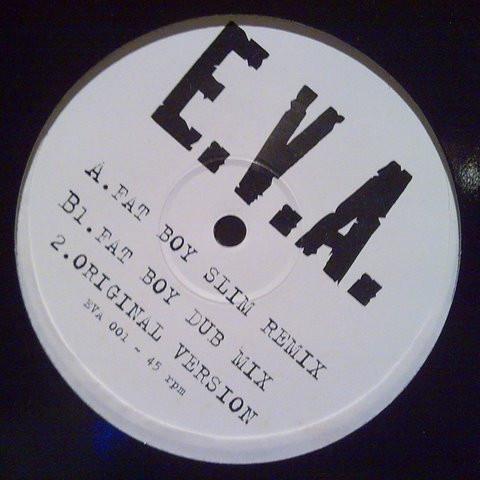 E.V.A.
A.FAT BOY SLIM REMIX
B1.FAT BOY DUB MIX
2.ORIGINAL VERSION
EVA 001 - 45 rpm